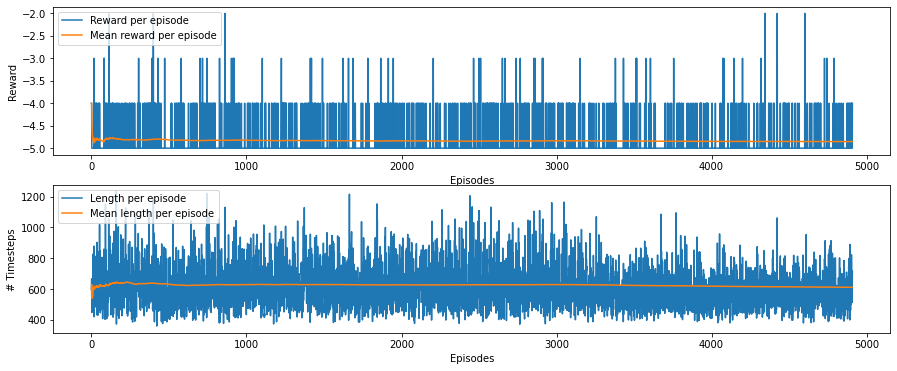 −2.0
−2.5
−3.0
−3.5
−4.0
−4.5
−5.0
Reward
Reward per episode
Mean reward per episode
0 1000 2000 3000 4000 5000
Episodes
1200
1000
800
600
400
# Timesteps
Length per episode
Mean length per episode
0 1000 2000 3000 4000 5000
Episodes